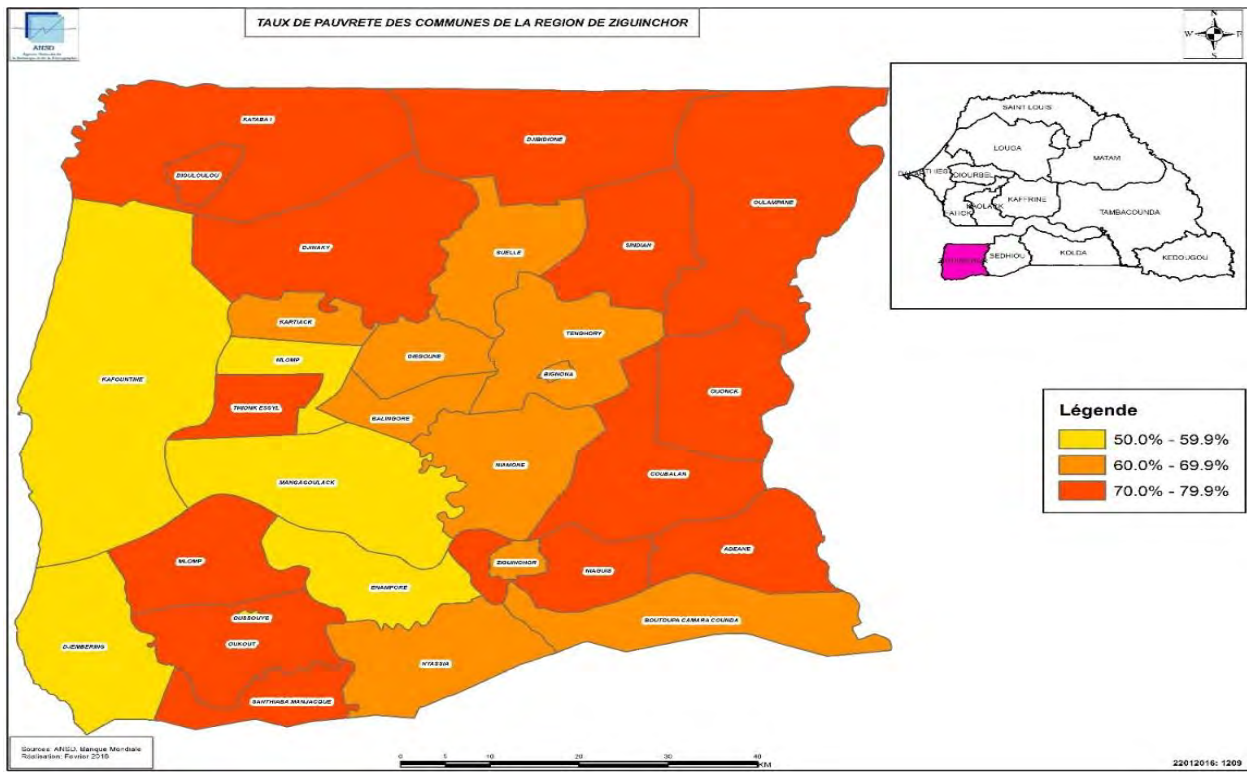 TAUX DE PAUVRETE DES COMMUNES DE LA REGION DE ZIGUINCHOR
ANSD
N
W E
S
SAINT LOUIS
LOUGA
MATAM
DIOURBEL
KAFFRINE
TAMBACOUNDA
SEDHIOU
KOLDA
KEDOUGOU
KATABA I
DJIBIDIONE
DIOULOULOU
OULAMPANE
SUELLE
SINDIAN
DJINAKY
KARTIACK
TENGHORY
DIEGOUNE
MLOMP
BIGNONA
KAFOUNTINE
OUONCK
THIONK ESSYL
BALINGORE
NIAMONE
COUBALAN
MANGAGOULACK
ADEANE
MLOMP
ZIGUINCHOR
NIAGUIS
ENAMPORE
OUSSOUYE
BOUTOUPA CAMARA COUNDA
OUKOUT
DJEMBERING
NYASSIA
SANTHIABA MANJACQUE
Légende
50.0% - 59.9%
60.0% - 69.9%
70.0% - 79.9%
Sources: ANSD, Banque Mondiale
0 10 20 30 40
KM
22012016: 1209